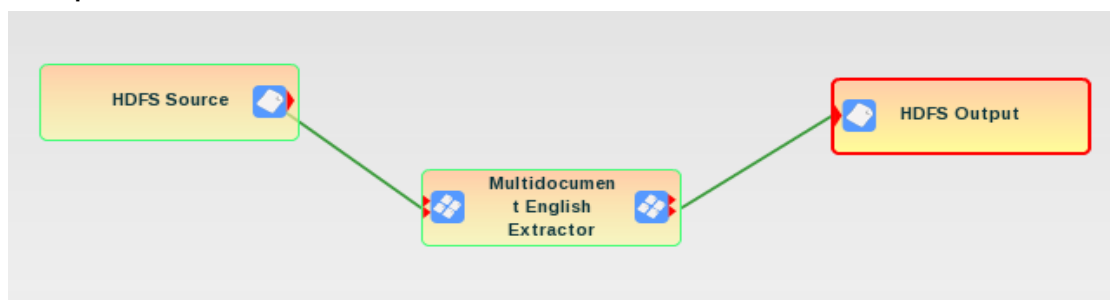 HDFS Source
HDFS Output
Multidocumen
t English
Extractor